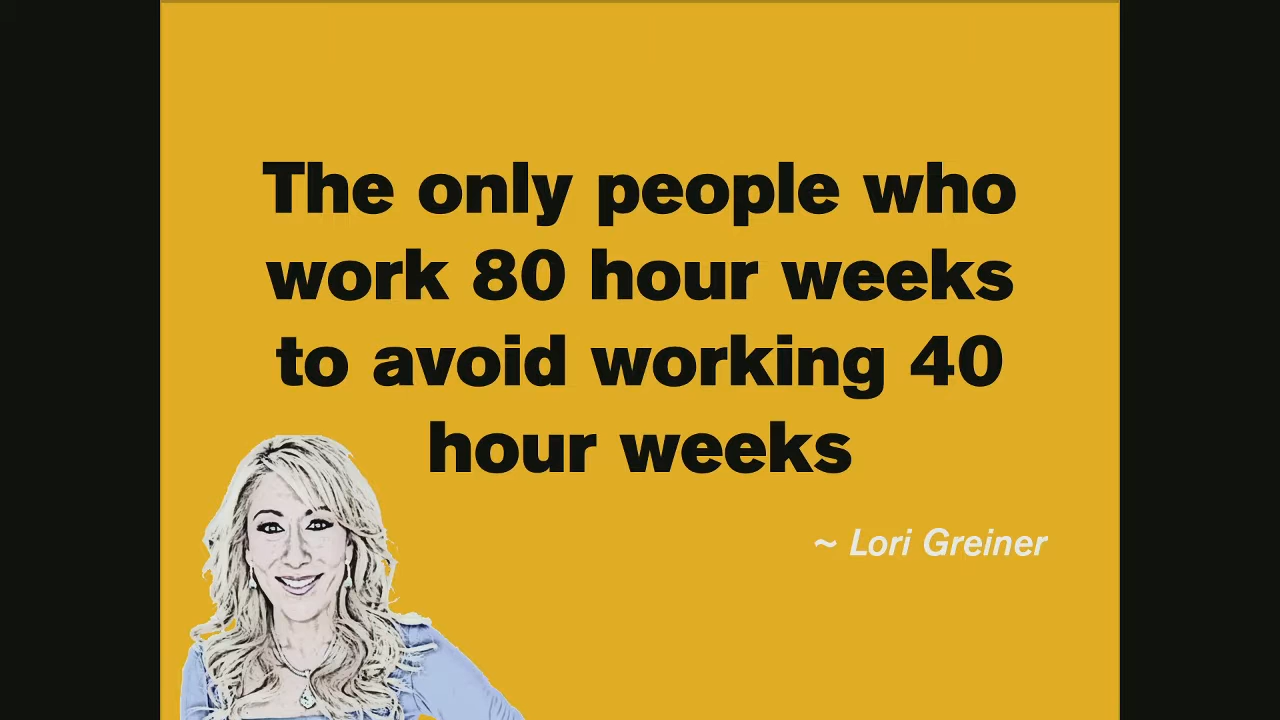 The only people who
work 80 hour weeks
to avoid working 40
hour weeks
~ Lori Greiner